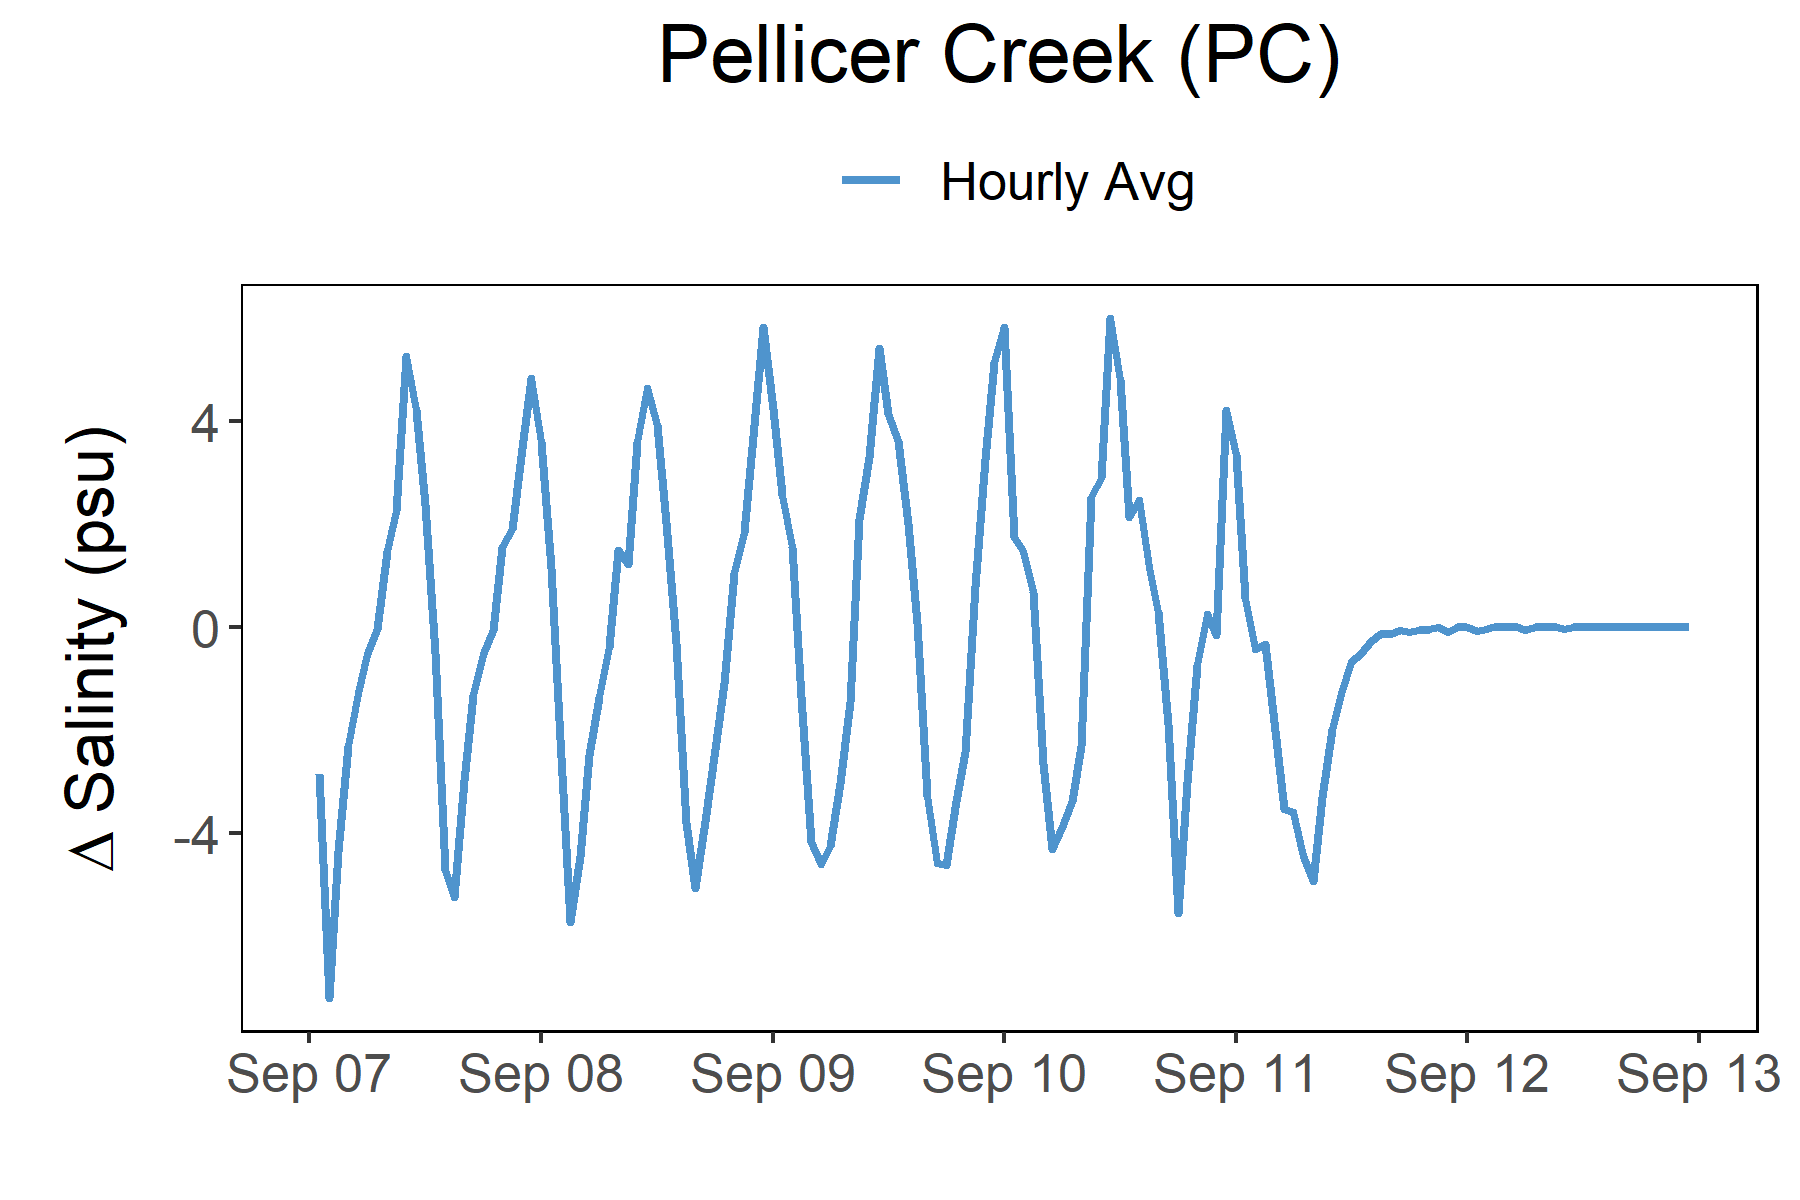 Pellicer Creek (PC)
Hourly Avg
Δ Salinity (psu)
4
0
-4
Sep 07 Sep 08 Sep 09 Sep 10 Sep 11 Sep 12 Sep 13